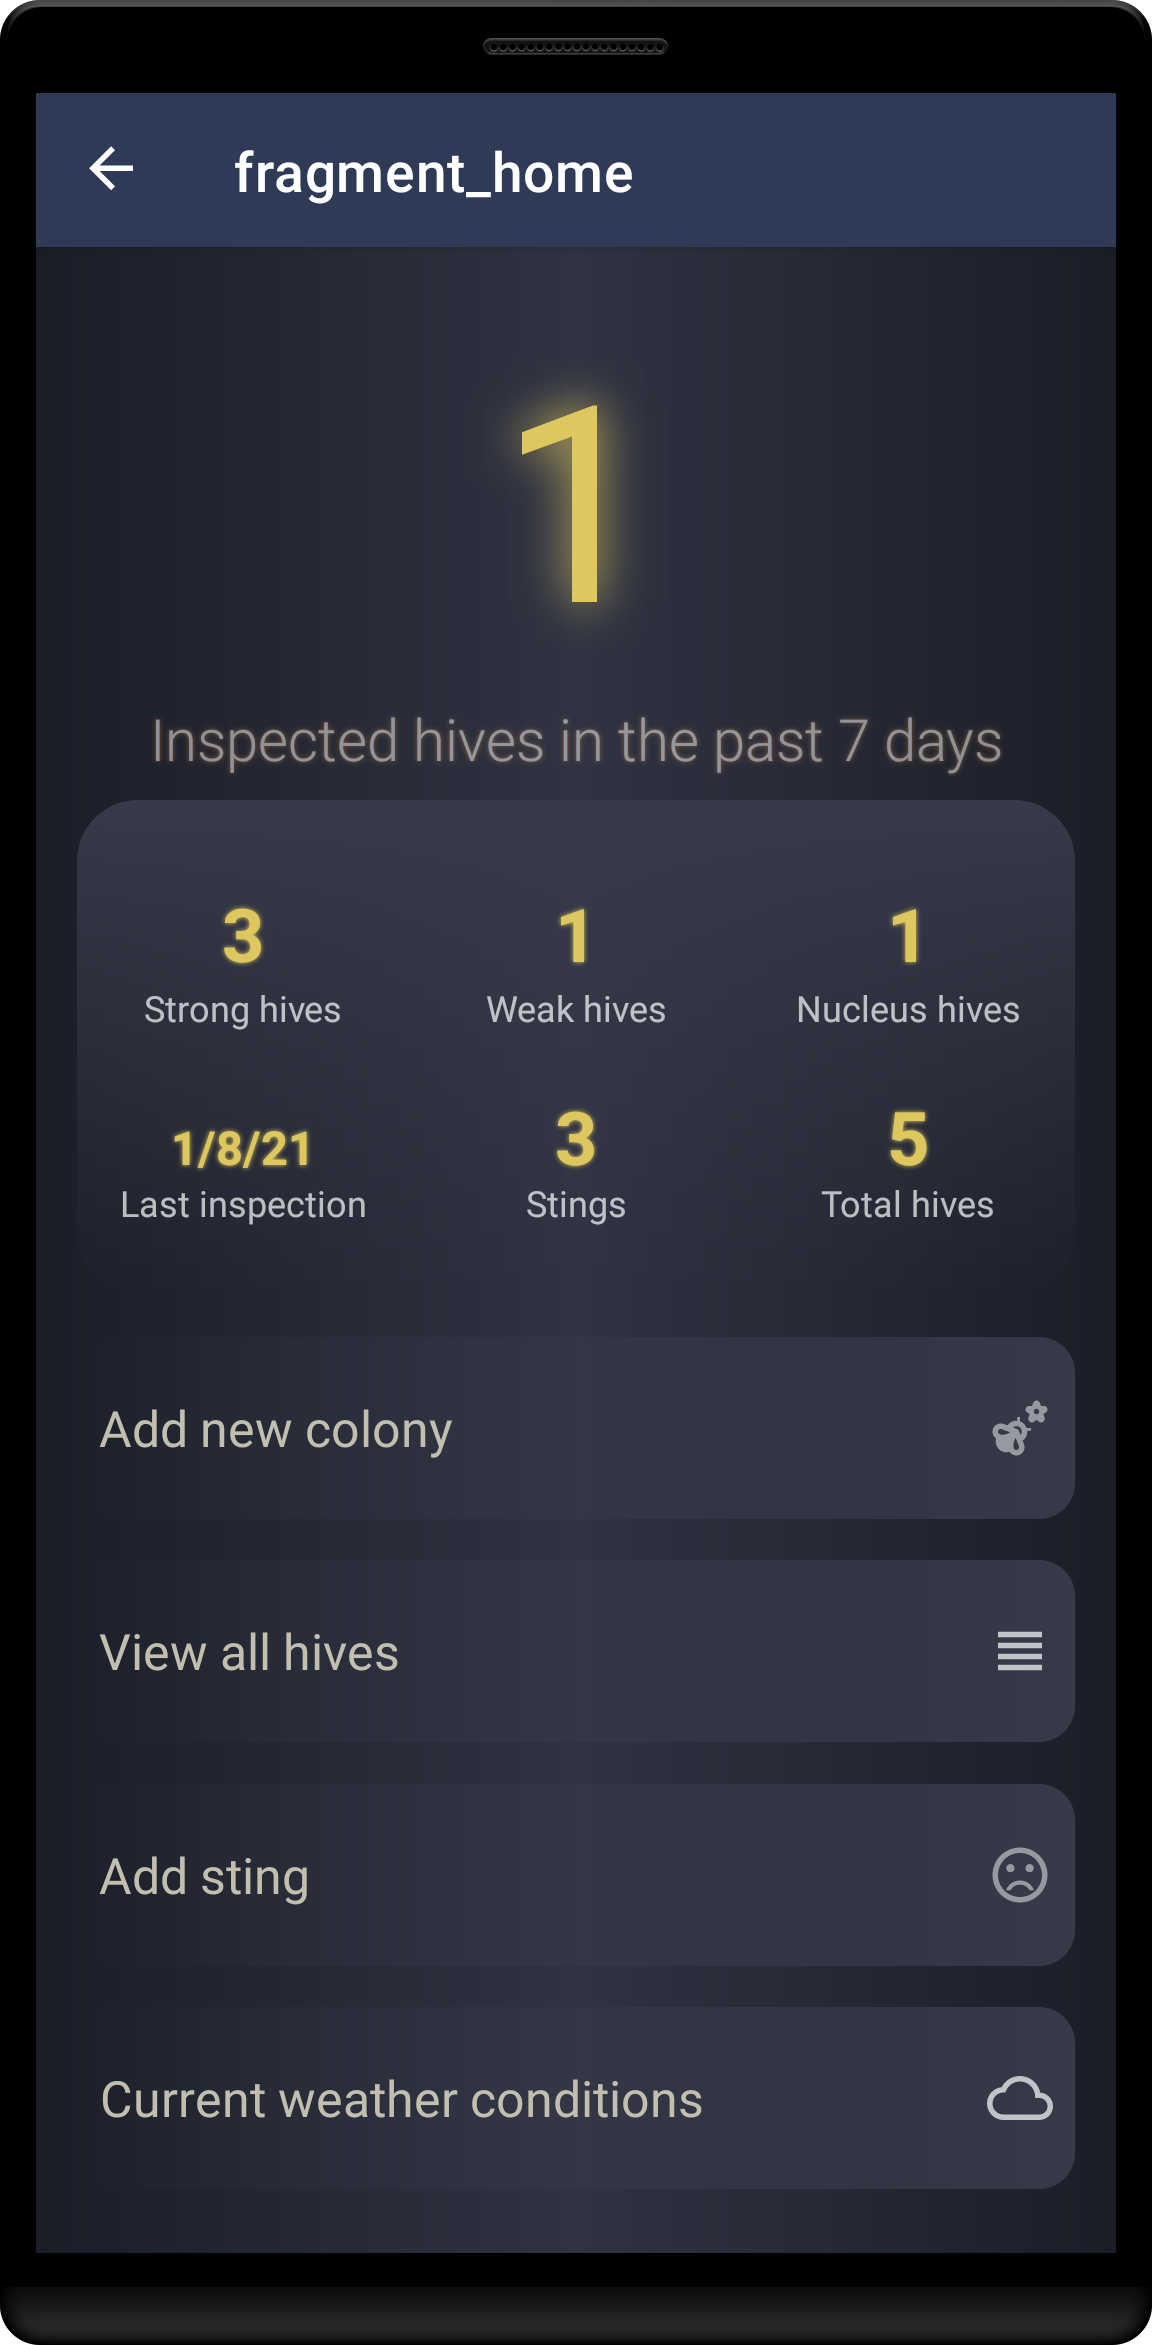 fragment_home
1
Inspected hives in the past 7 days
3 1 1
Strong hives Weak hives Nucleus hives
1/8/21 3 5
Last inspection Stings Total hives
Add new colony
View all hives
Add sting
Current weather conditions